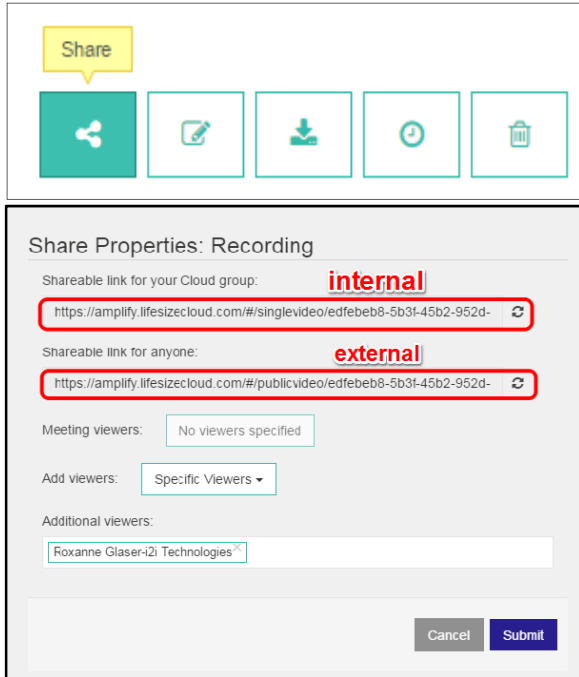 Share
Share Properties: Recording
Shareable link for your Cloud group:
internal
https://amplify.lifesizecloud.com/#/singlevideo/edfebeb8-5b3f-45b2-952d-
Shareable link for anyone:
external
https://amplify.lifesizecloud.com/#/publicvideo/edfebeb8-5b3f-45b2-952d-
Meeting viewers: No viewers specified
Add viewers: Specific Viewers
Additional viewers:
Roxanne Glaser-i2i Technologies×
Cancel Submit